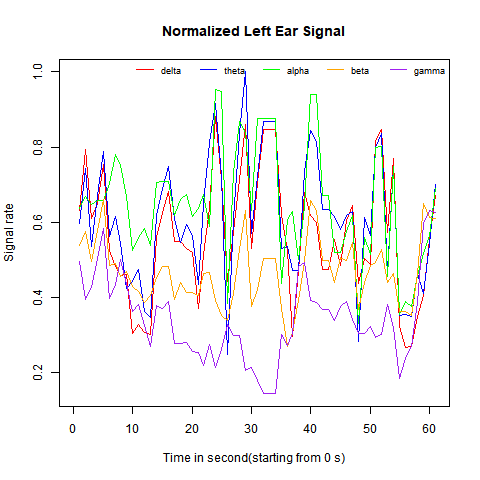 Normalized Left Ear Signal
delta theta alpha beta gamma
Signal rate
1.0
0.8
0.6
0.4
0.2
0 10 20 30 40 50 60
Time in second(starting from 0 s)